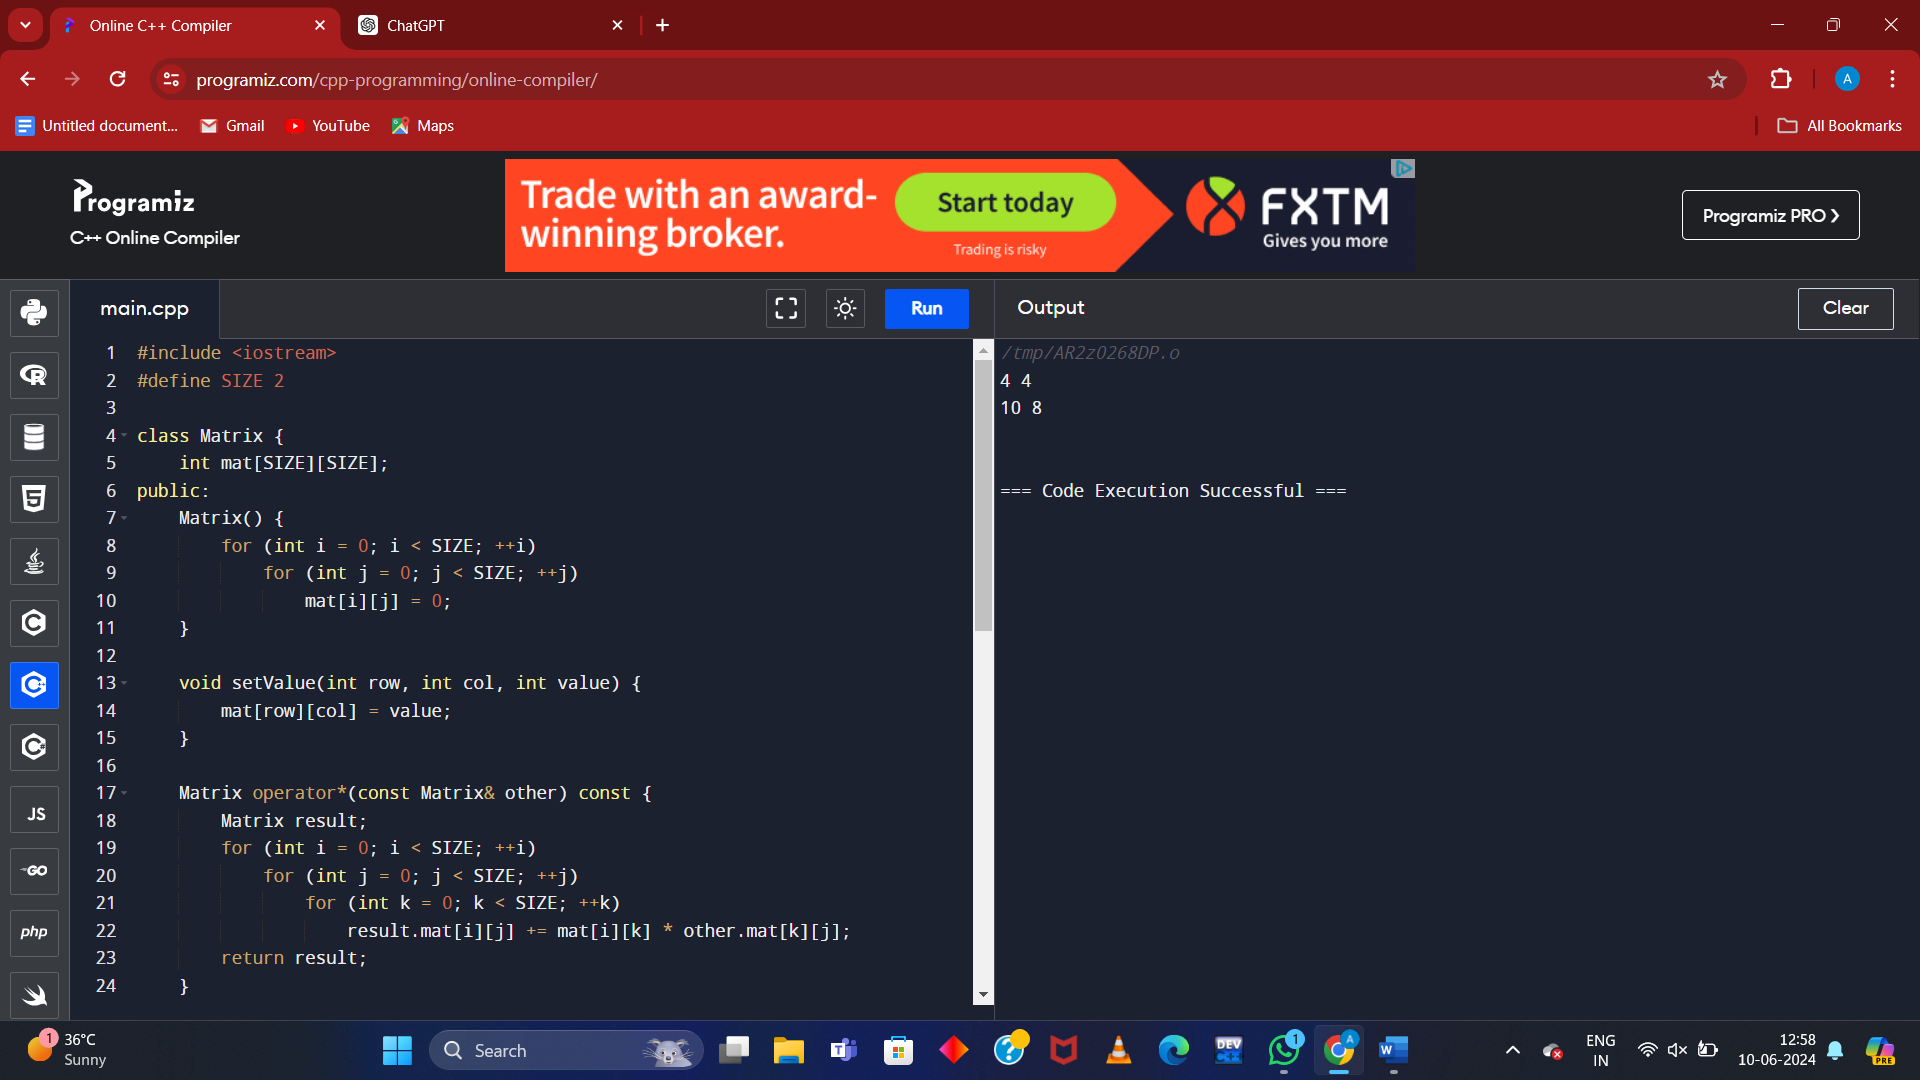 Online C++ Compiler
ChatGPT
programiz.com/cpp-programming/online-compiler/
A
Untitled document...
Gmail
YouTube
Maps
All Bookmarks
Programiz
C++ Online Compiler
Trade with an award-
winning broker.
Start today
Trading is risky
FXTM
Gives you more
Programiz PRO
main.cpp
Run
Output
Clear
1 #include <iostream>
2 #define SIZE 2
3
4 class Matrix {
5 int mat[SIZE][SIZE];
6 public:
7 Matrix() {
8 for (int i = 0; i < SIZE; ++i)
9 for (int j = 0; j < SIZE; ++j)
10 mat[i][j] = 0;
11 }
12
13 void setValue(int row, int col, int value) {
14 mat[row][col] = value;
15 }
16
17 Matrix operator*(const Matrix& other) const {
18 Matrix result;
19 for (int i = 0; i < SIZE; ++i)
20 for (int j = 0; j < SIZE; ++j)
21 for (int k = 0; k < SIZE; ++k)
22 result.mat[i][j] += mat[i][k] * other.mat[k][j];
23 return result;
24 }
/tmp/AR2zO268DP.o
4 4
10 8
=== Code Execution Successful ===
JS
GO
php
1
36°C
Sunny
Search
DEV
C++
1
A
W
ENG
IN
12:58
10-06-2024
PRE